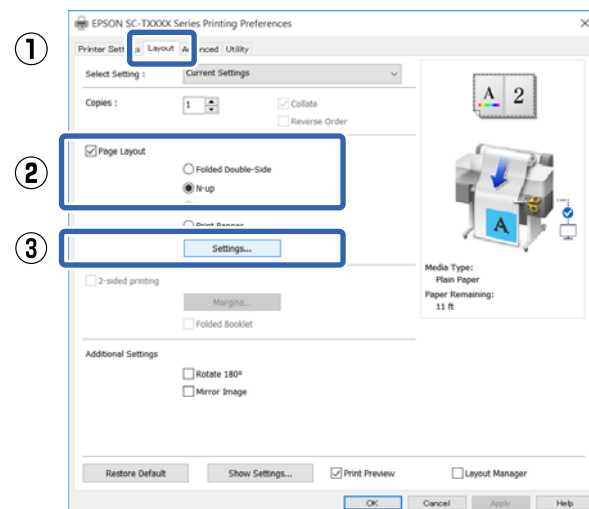 EPSON SC-TXXXX Series Printing Preferences
①
Layout
Utility
Select Setting :
Current Settings
Copies :
1
Collate
Reverse Order
②
Page Layout
Folded Double-Side
N-up
Print Banner
③
Settings...
2-sided printing
Margins...
Folded Booklet
Additional Settings
Rotate 180°
Mirror Image
A 2
A
Media Type:
Plain Paper
Paper Remaining:
11 ft
Restore Default
Show Settings...
Print Preview
Layout Manager
OK
Cancel
Apply
Help